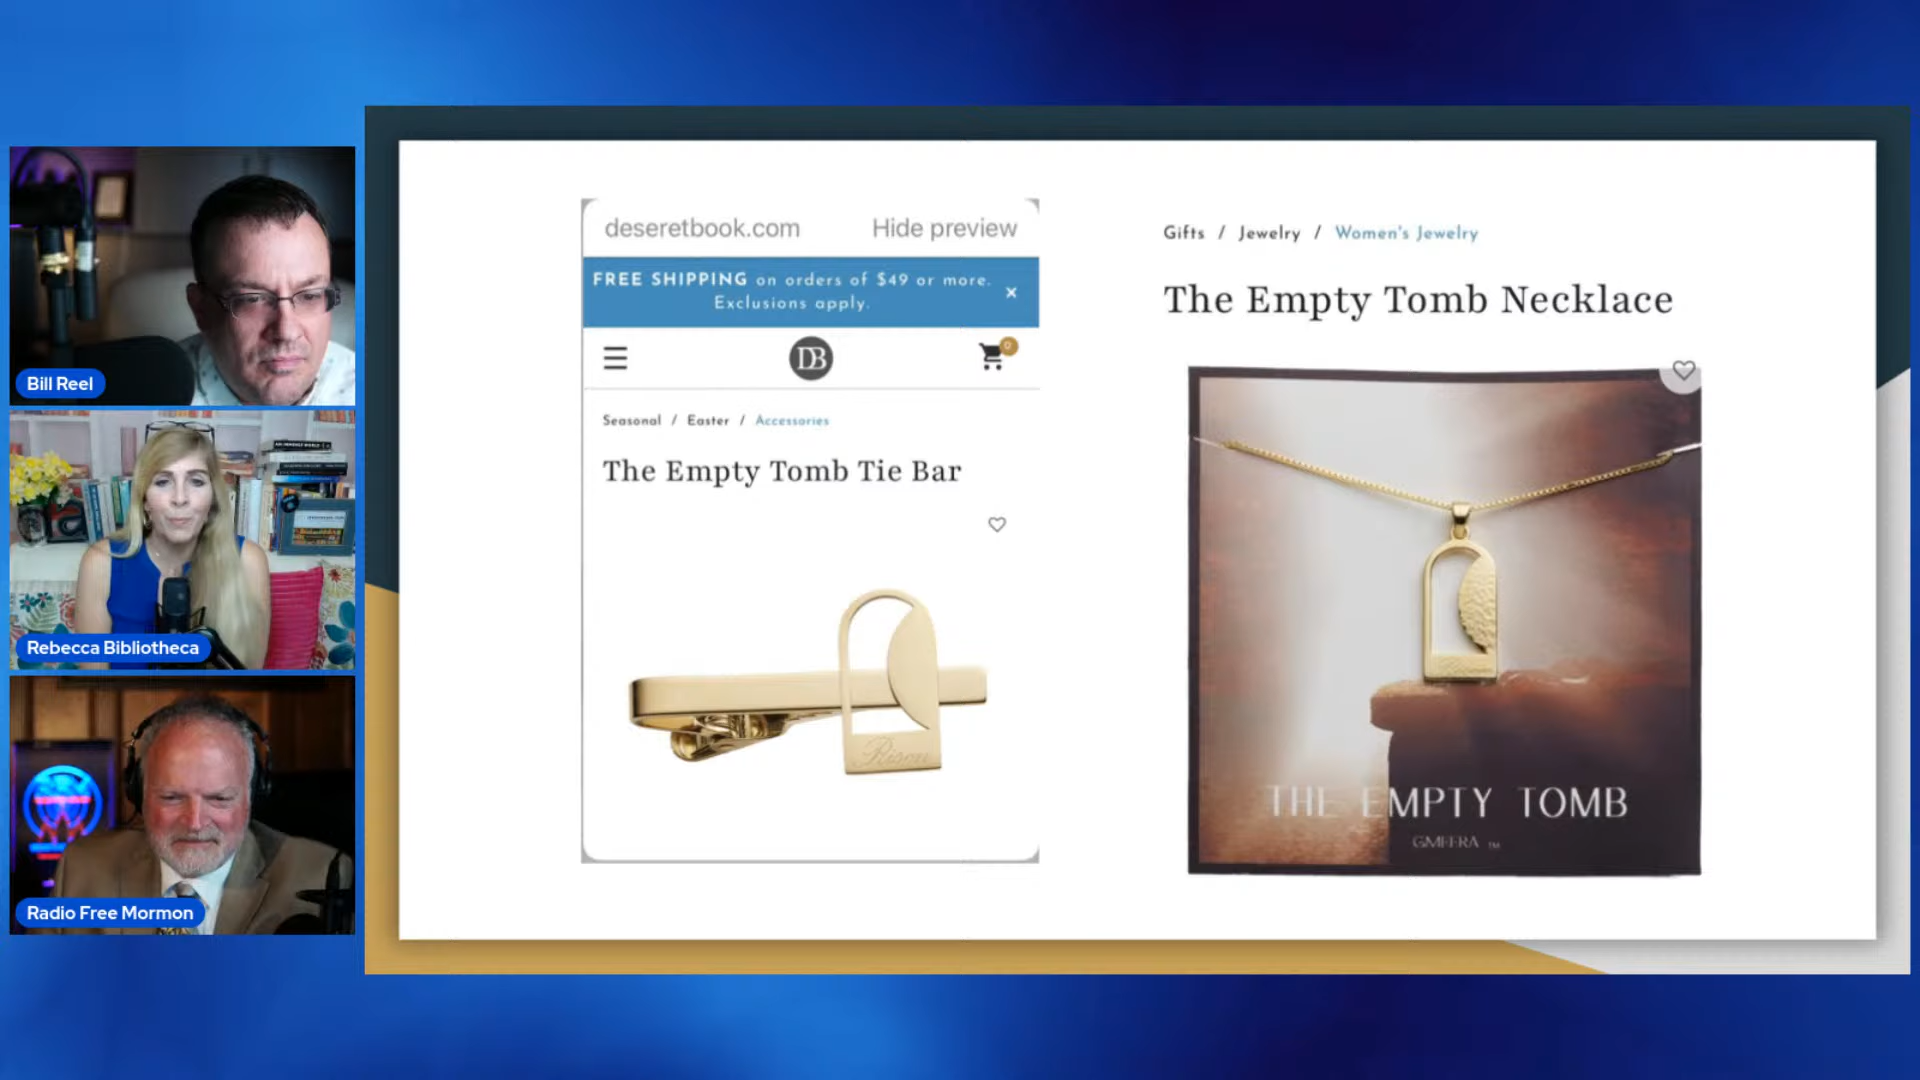 Bill Reel
Rebecca Bibliotheca
Radio Free Mormon
deseretbook.com Hide preview
FREE SHIPPING on orders of $49 or more.
Exclusions apply.
DB
0
Seasonal / Easter / Accessories
The Empty Tomb Tie Bar
Risen
Gifts / Jewelry / Women's Jewelry
The Empty Tomb Necklace
THE EMPTY TOMB